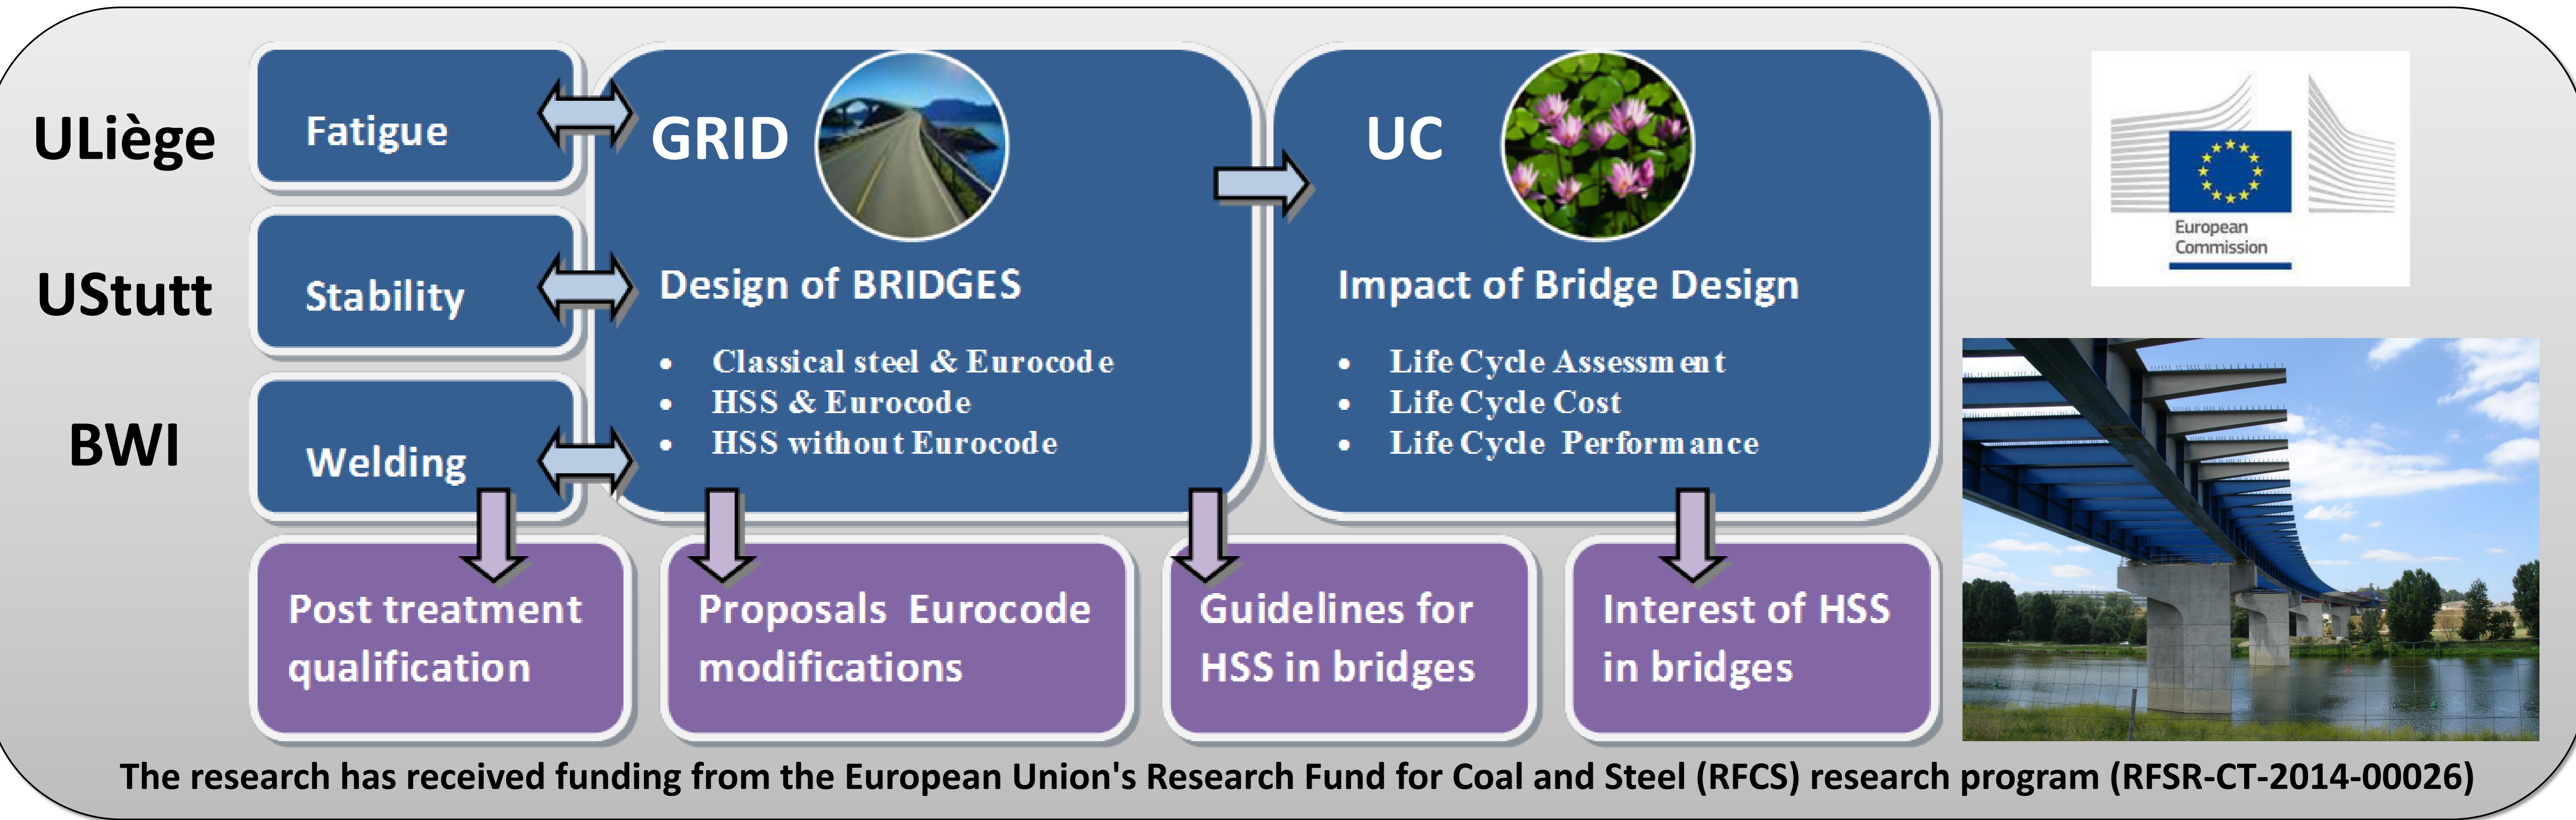 ULiège
UStutt
BWI
Fatigue
Stability
Welding
GRID
Design of BRIDGES
• Classical steel & Eurocode
• HSS & Eurocode
• HSS without Eurocode
UC
Impact of Bridge Design
• Life Cycle Assessment
• Life Cycle Cost
• Life Cycle Performance
European
Commission
Post treatment
qualification
Proposals Eurocode
modifications
Guidelines for
HSS in bridges
Interest of HSS
in bridges
The research has received funding from the European Union's Research Fund for Coal and Steel (RFCS) research program (RFSR-CT-2014-00026)